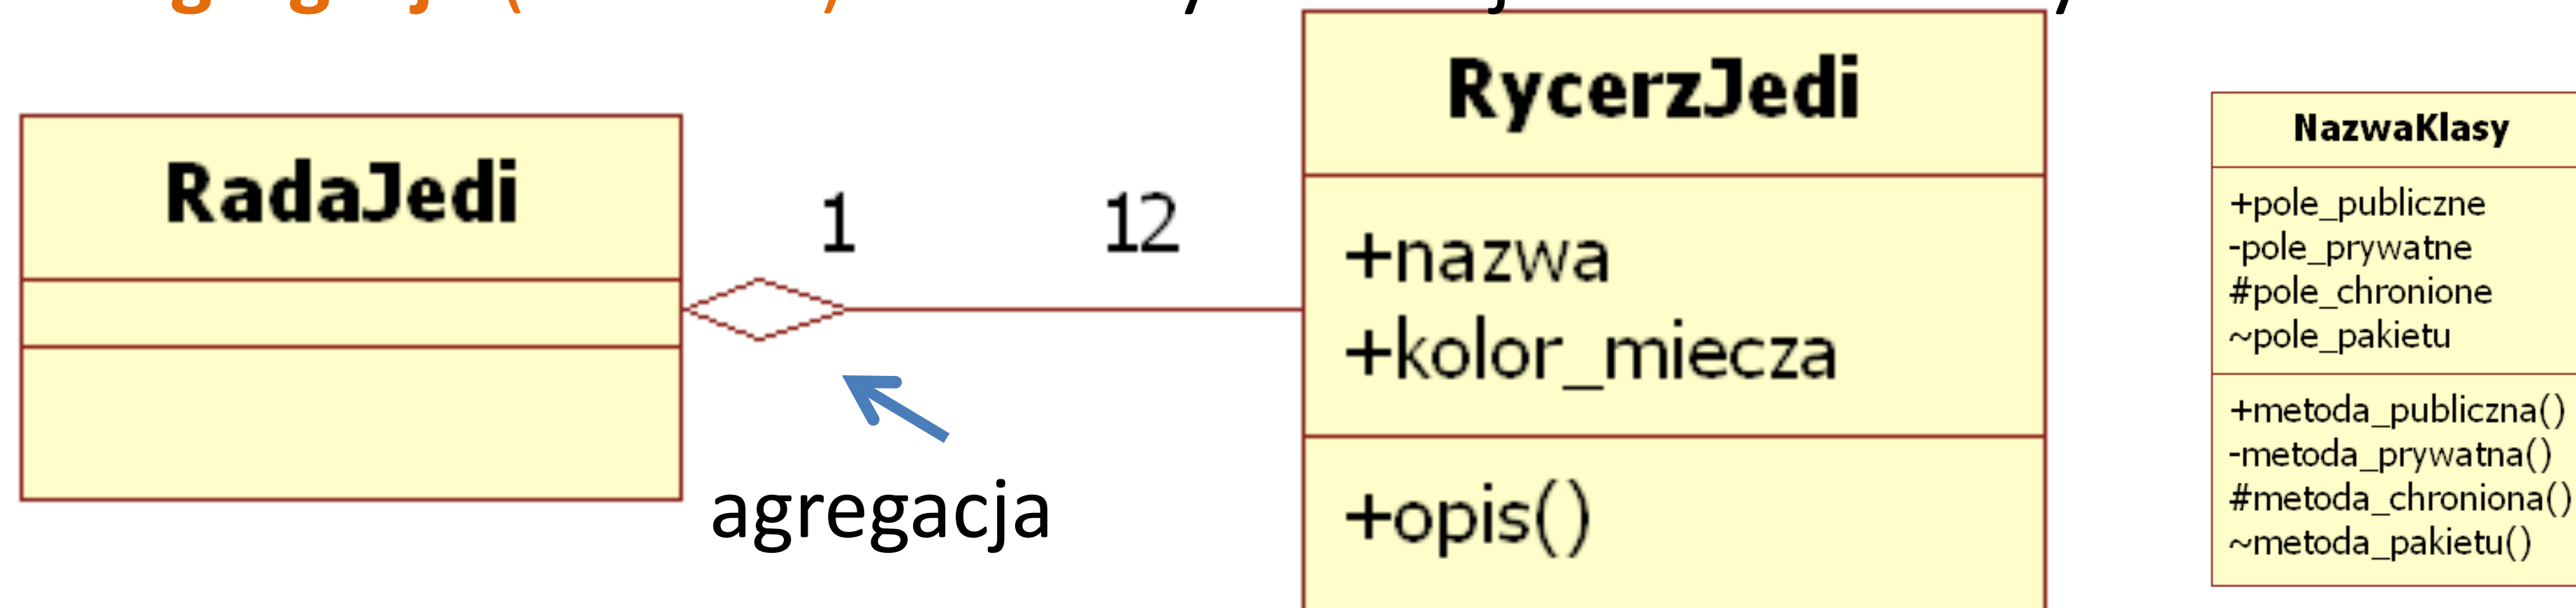 RadaJedi
1
12
agregacja
RycerzJedi
+nazwa
+kolor_miecza
+opis()
NazwaKlasy
+pole_publiczne
-pole_prywatne
#pole_chronione
~pole_pakietu
+metoda_publiczna()
-metoda_prywatna()
#metoda_chroniona()
~metoda_pakietu()